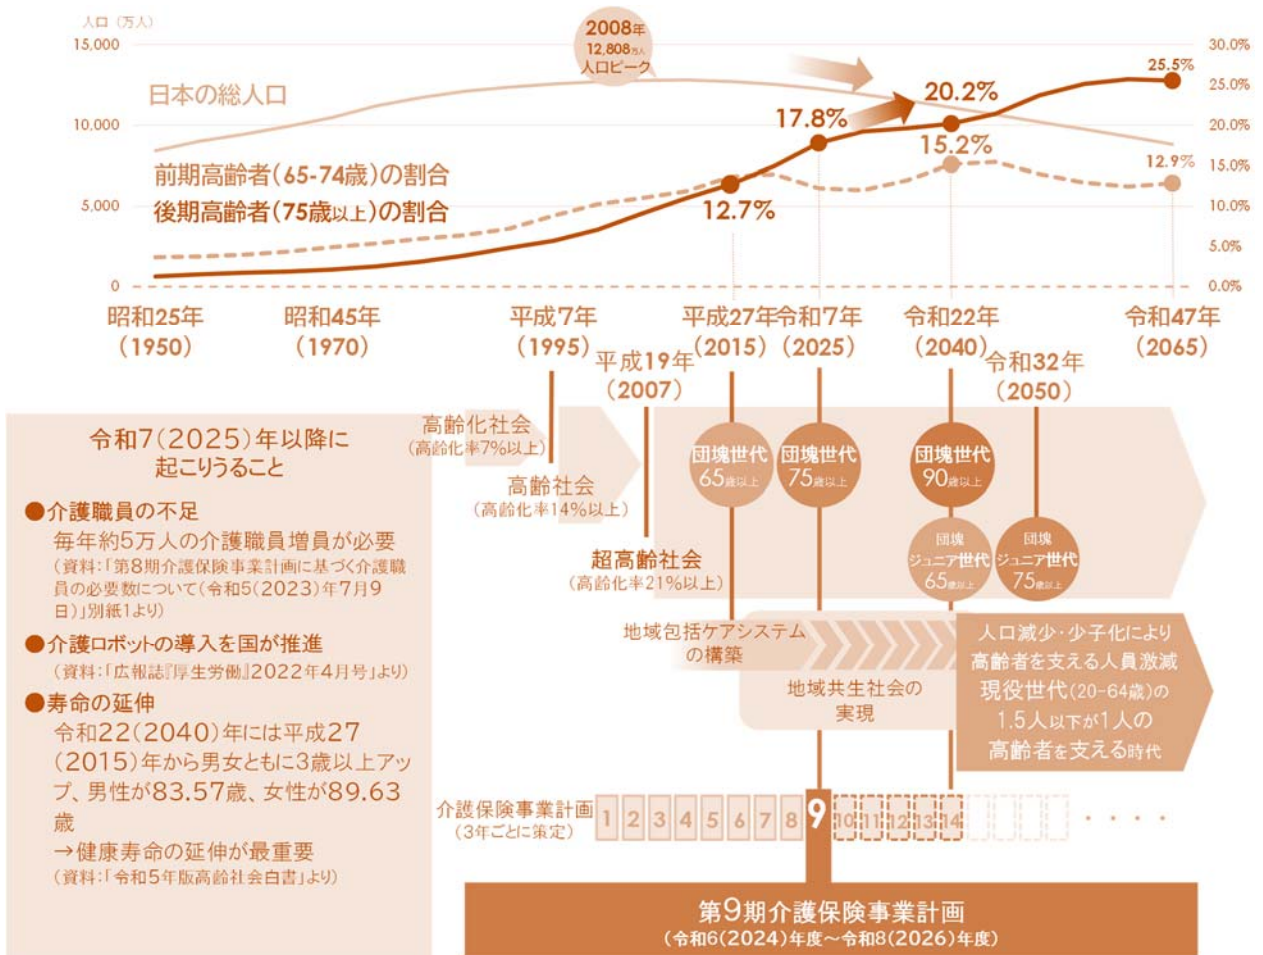 人口（万人）
15,000
10,000
5,000
0
30.0%
25.0%
20.0%
15.0%
10.0%
5.0%
0.0%
2008年
12,808万人
人口ピーク
日本の総人口
前期高齢者(65-74歳)の割合
後期高齢者(75歳以上)の割合
12.7%
17.8%
20.2%
15.2%
25.5%
12.9%
昭和25年
(1950)
昭和45年
(1970)
平成7年
(1995)
平成19年
(2007)
平成27年
(2015)
令和7年
(2025)
令和22年
(2040)
令和32年
(2050)
令和47年
(2065)
高齢化社会
(高齢化率7%以上)
高齢社会
(高齢化率14%以上)
超高齢社会
(高齢化率21%以上)
団塊世代
65歳以上
団塊世代
75歳以上
団塊世代
90歳以上
団塊
ジュニア世代
65歳以上
団塊
ジュニア世代
75歳以上
地域包括ケアシステム
の構築
地域共生社会の
実現
人口減少・少子化により
高齢者を支える人員激減
現役世代(20-64歳)の
1.5人以下が1人の
高齢者を支える時代
令和7(2025)年以降に
起こりうること
●介護職員の不足
毎年約5万人の介護職員増員が必要
(資料:「第8期介護保険事業計画に基づく介護職
員の必要数について(令和5(2023)年7月9
日)」別紙1より)
●介護ロボットの導入を国が推進
(資料:「広報誌『厚生労働』2022年4月号」より)
●寿命の延伸
令和22(2040)年には平成27
(2015)年から男女ともに3歳以上アッ
プ、男性が83.57歳、女性が89.63
歳
→健康寿命の延伸が最重要
(資料:「令和5年版高齢社会白書」より)
介護保険事業計画
(3年ごとに策定)
1 2 3 4 5 6 7 8 9 10 11 12 13 14 ・・・・
第9期介護保険事業計画
(令和6(2024)年度～令和8(2026)年度)